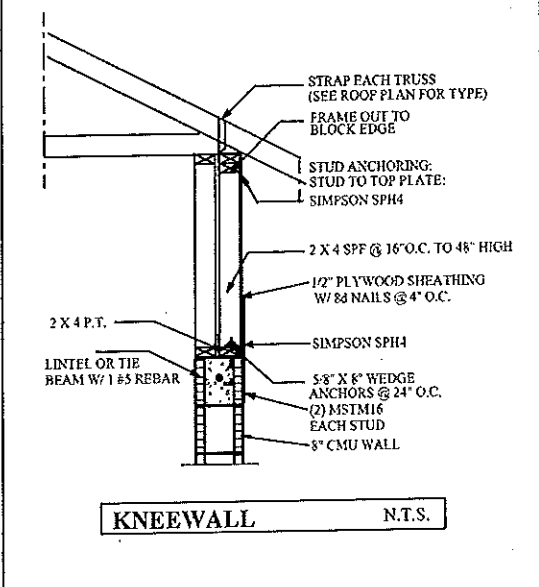 STRAP EACH TRUSS
(SEE ROOF PLAN FOR TYPE)
FRAME OUT TO
BLOCK EDGE
STUD ANCHORING:
STUD TO TOP PLATE:
SIMPSON SPH4
2 X 4 SPF @ 16"O.C. TO 48" HIGH
1/2" PLYWOOD SHEATHING
W/ 8d NAILS @ 4" O.C.
2 X 4 P.T.
SIMPSON SPH4
LINTEL OR TIE
BEAM W/ 1 #5 REBAR
5/8" X 6" WEDGE
ANCHORS @ 24" O.C.
(2) MSTM16
EACH STUD
8" CMU WALL
KNEEWALL N.T.S.